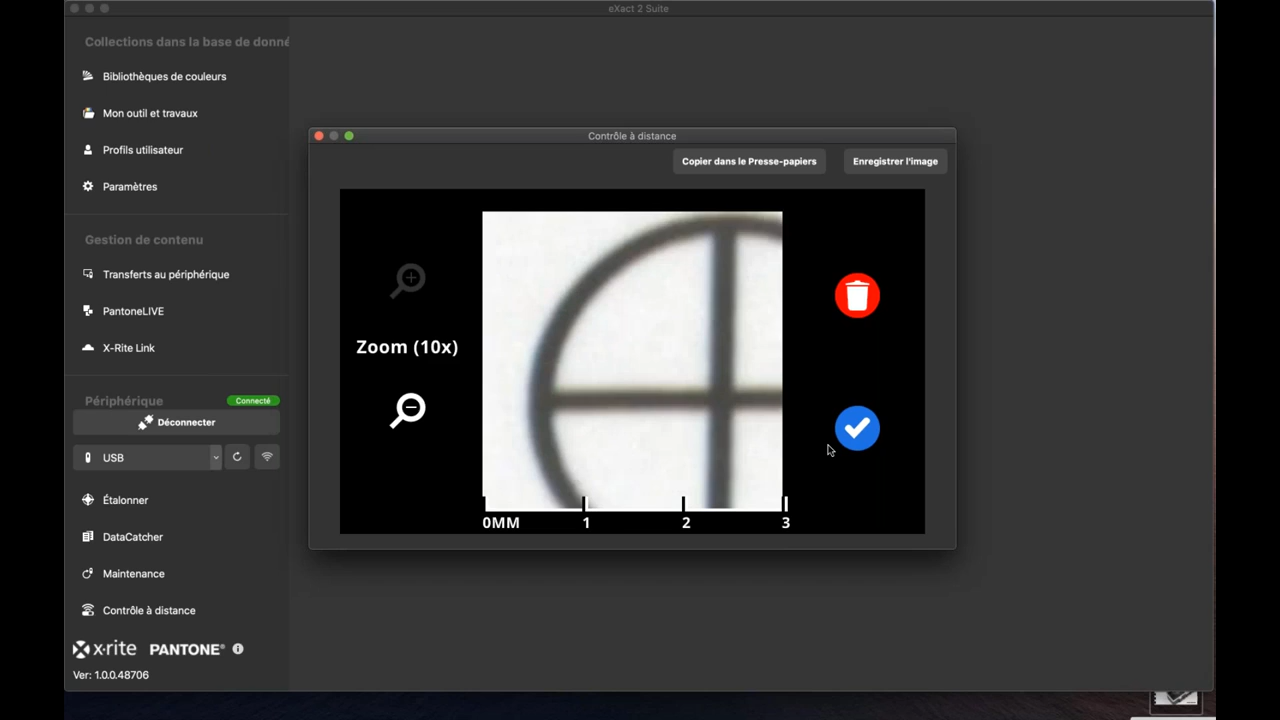 eXact 2 Suite
Collections dans la base de donné
Bibliothèques de couleurs
Mon outil et travaux
Profils utilisateur
Paramètres
Gestion de contenu
Transferts au périphérique
PantoneLIVE
X-Rite Link
Périphérique
Connecté
Déconnecter
USB
Étalonner
DataCatcher
Maintenance
Contrôle à distance
x·rite PANTONE®
Ver: 1.0.0.48706
Contrôle à distance
Copier dans le Presse-papiers
Enregistrer l'image
Zoom (10x)
0MM 1 2 3